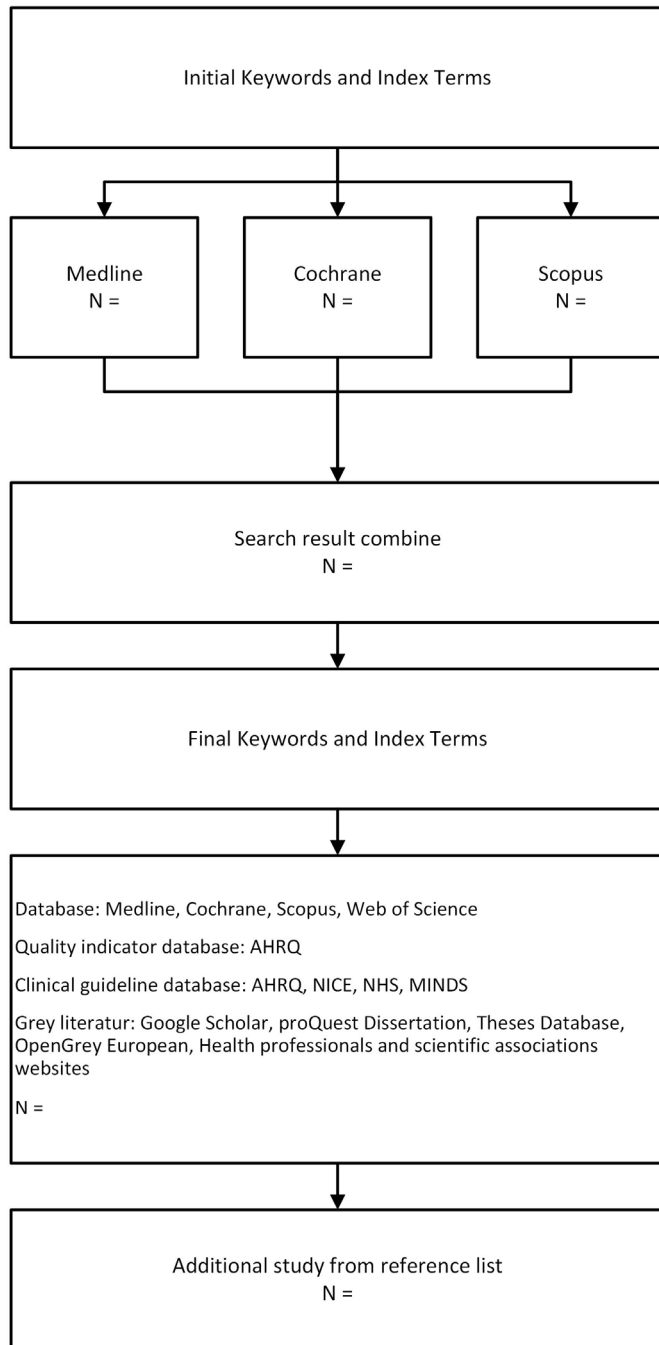 Initial Keywords and Index Terms
Medline
N =
Cochrane
N =
Scopus
N =
Search result combine
N =
Final Keywords and Index Terms
Database: Medline, Cochrane, Scopus, Web of Science
Quality indicator database: AHRQ
Clinical guideline database: AHRQ, NICE, NHS, MINDS
Grey literatur: Google Scholar, proQuest Dissertation, Theses Database,
OpenGrey European, Health professionals and scientific associations
websites
N =
Additional study from reference list
N =